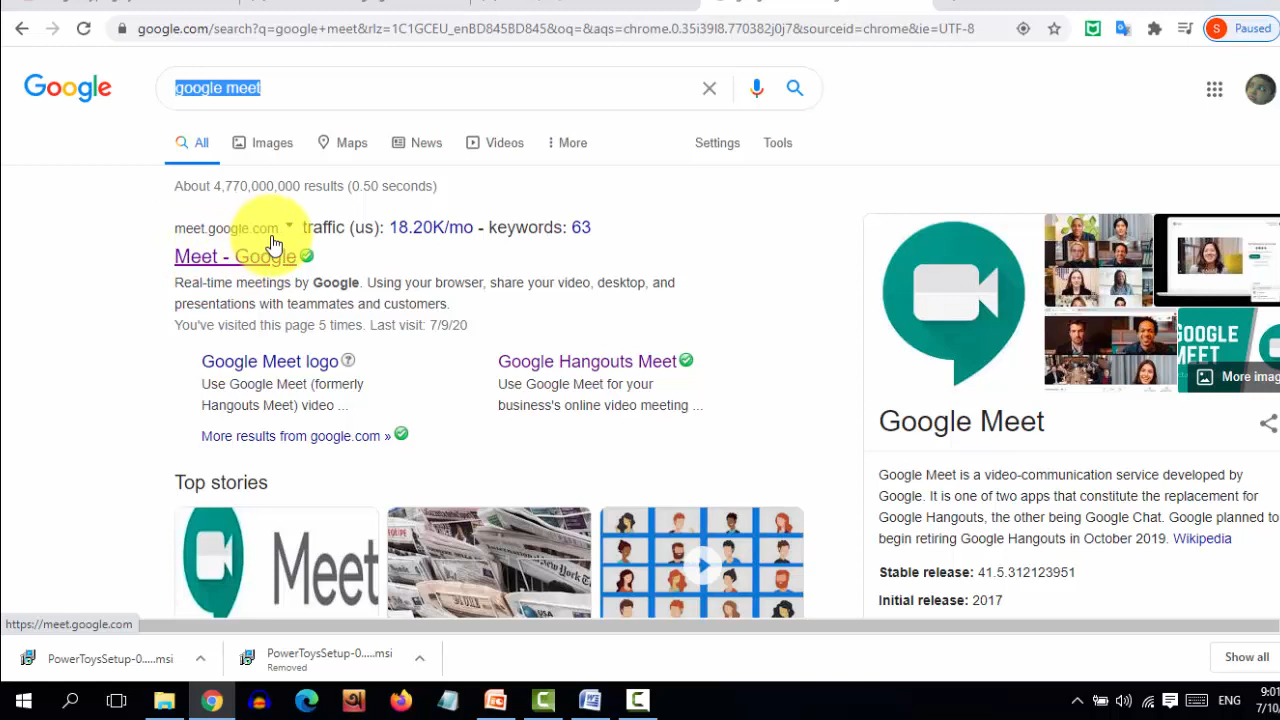 google.com/search?q=google+meet&rlz=1C1GCEU_enBD845BD845&oq=&aqs=chrome.0.35i39l8.770382j0j7&sourceid=chrome&ie=UTF-8
S Paused
Google
google meet
All Images Maps News Videos More Settings Tools
About 4,770,000,000 results (0.50 seconds)
meet.google.com traffic (us): 18.20K/mo - keywords: 63
Meet - Google
Real-time meetings by Google. Using your browser, share your video, desktop, and
presentations with teammates and customers.
You've visited this page 5 times. Last visit: 7/9/20
Google Meet logo
Use Google Meet (formerly
Hangouts Meet) video ...
Google Hangouts Meet
Use Google Meet for your
business's online video meeting ...
More results from google.com »
Top stories
Meet
GOOGLE
MEET
More imag
Google Meet
Google Meet is a video-communication service developed by
Google. It is one of two apps that constitute the replacement for
Google Hangouts, the other being Google Chat. Google planned to
begin retiring Google Hangouts in October 2019. Wikipedia
Stable release: 41.5.312123951
Initial release: 2017
https://meet.google.com
PowerToysSetup-0.....msi
PowerToysSetup-0.....msi
Removed
Show all
ENG
9:01
7/10/